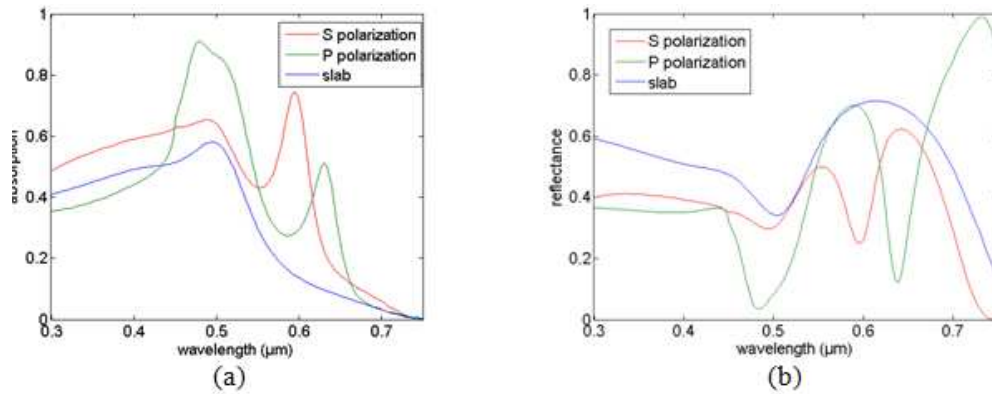 1
0.8
0.6
0.4
0.2
0
0.3
0.4
0.5
0.6
0.7
absorption
wavelength (μm)
S polarization
P polarization
slab
(a)
1
0.8
0.6
0.4
0.2
0
0.3
0.4
0.5
0.6
0.7
reflectance
wavelength (μm)
S polarization
P polarization
slab
(b)